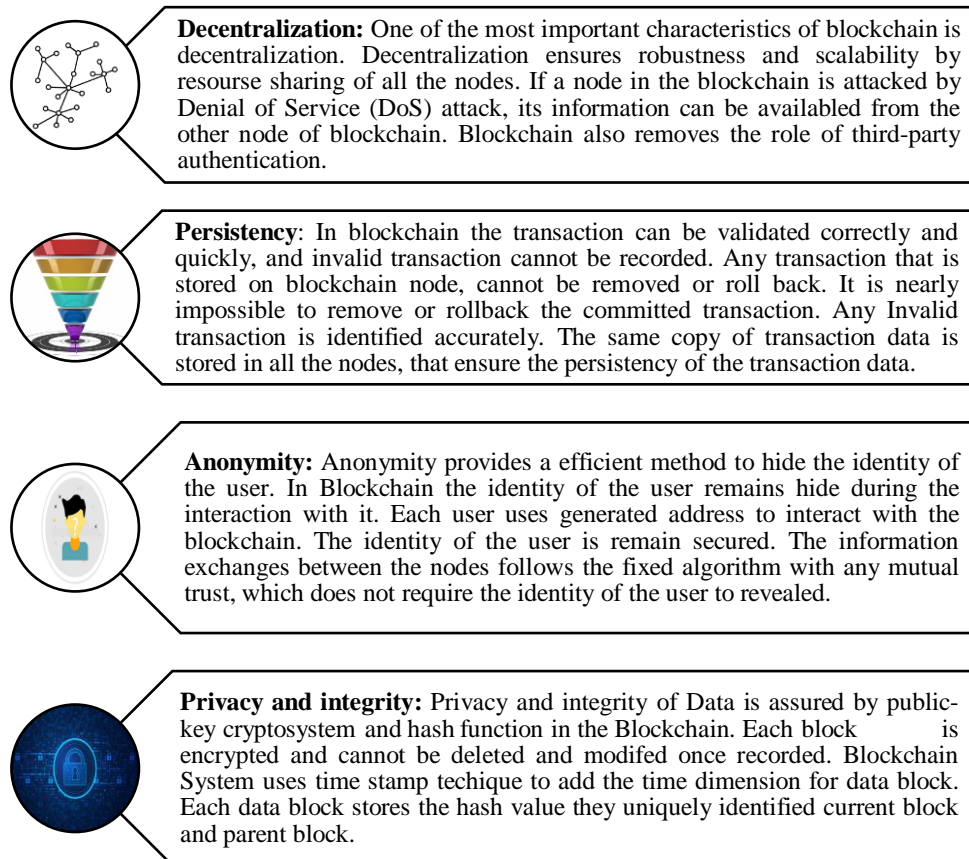 Decentralization: One of the most important characteristics of blockchain is
decentralization. Decentralization ensures robustness and scalability by
resourse sharing of all the nodes. If a node in the blockchain is attacked by
Denial of Service (DoS) attack, its information can be availabled from the
other node of blockchain. Blockchain also removes the role of third-party
authentication.
Persistency: In blockchain the transaction can be validated correctly and
quickly, and invalid transaction cannot be recorded. Any transaction that is
stored on blockchain node, cannot be removed or roll back. It is nearly
impossible to remove or rollback the committed transaction. Any Invalid
transaction is identified accurately. The same copy of transaction data is
stored in all the nodes, that ensure the persistency of the transaction data.
Anonymity: Anonymity provides a efficient method to hide the identity of
the user. In Blockchain the identity of the user remains hide during the
interaction with it. Each user uses generated address to interact with the
blockchain. The identity of the user is remain secured. The information
exchanges between the nodes follows the fixed algorithm with any mutual
trust, which does not require the identity of the user to revealed.
Privacy and integrity: Privacy and integrity of Data is assured by public-
key cryptosystem and hash function in the Blockchain. Each block is
encrypted and cannot be deleted and modifed once recorded. Blockchain
System uses time stamp techique to add the time dimension for data block.
Each data block stores the hash value they uniquely identified current block
and parent block.